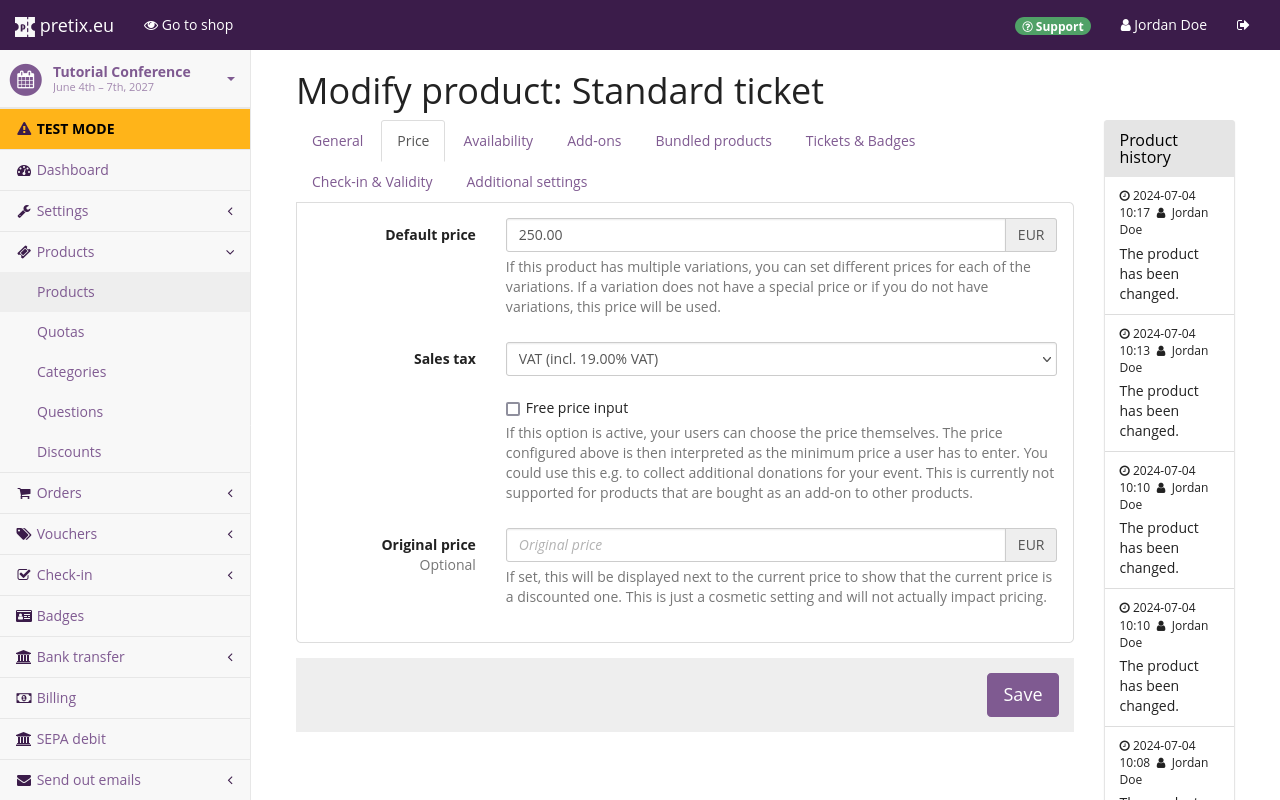 pretix.eu
Go to shop
Support
Jordan Doe
Tutorial Conference
June 4th – 7th, 2027
TEST MODE
Dashboard
Settings
Products
Products
Quotas
Categories
Questions
Discounts
Orders
Vouchers
Check-in
Badges
Bank transfer
Billing
SEPA debit
Send out emails
Modify product: Standard ticket
General
Price
Availability
Add-ons
Bundled products
Tickets & Badges
Check-in & Validity
Additional settings
Default price
250.00
EUR
If this product has multiple variations, you can set different prices for each of the
variations. If a variation does not have a special price or if you do not have
variations, this price will be used.
Sales tax
VAT (incl. 19.00% VAT)
Free price input
If this option is active, your users can choose the price themselves. The price
configured above is then interpreted as the minimum price a user has to enter. You
could use this e.g. to collect additional donations for your event. This is currently not
supported for products that are bought as an add-on to other products.
Original price
Optional
Original price
EUR
If set, this will be displayed next to the current price to show that the current price is
a discounted one. This is just a cosmetic setting and will not actually impact pricing.
Save
Product
history
2024-07-04
10:17 Jordan
Doe
The product
has been
changed.
2024-07-04
10:13 Jordan
Doe
The product
has been
changed.
2024-07-04
10:10 Jordan
Doe
The product
has been
changed.
2024-07-04
10:10 Jordan
Doe
The product
has been
changed.
2024-07-04
10:08 Jordan
Doe